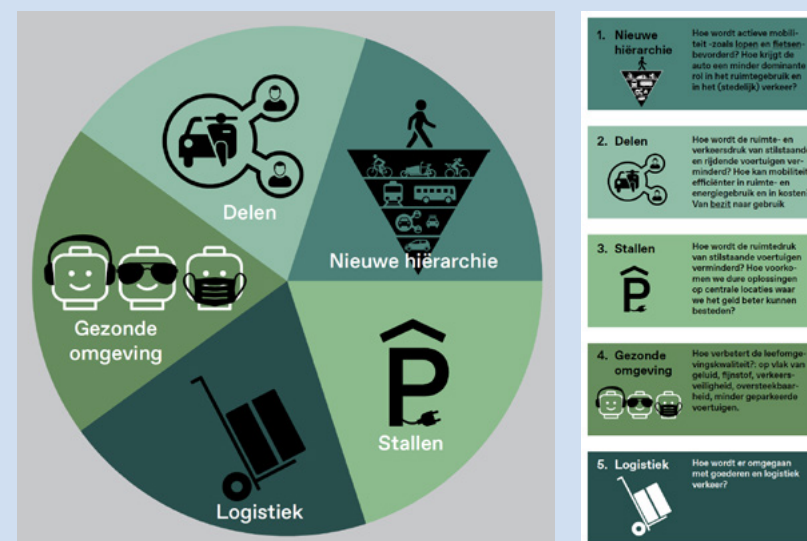 Delen
Nieuwe hiërarchie
Gezonde
omgeving
Stallen
Logistiek
1. Nieuwe
hiërarchie
Hoe wordt actieve mobili-
teit -zoals lopen en fietsen-
bevorderd? Hoe krijgt de
auto een minder dominante
rol in het ruimtegebruik en
in het (stedelijk) verkeer?
2. Delen
Hoe wordt de ruimte- en
verkeersdruk van stilstaande
en rijdende voertuigen ver-
minderd? Hoe kan mobiliteit
efficiënter in ruimte- en
energiegebruik en in kosten
Van bezit naar gebruik
3. Stallen
Hoe wordt de ruimtedruk
van stilstaande voertuigen
verminderd? Hoe voorko-
men we dure oplossingen
op centrale locaties waar
we het geld beter kunnen
besteden?
4. Gezonde
omgeving
Hoe verbetert de leefomge-
vingskwaliteit?: op vlak van
geluid, fijnstof, verkeers-
veiligheid, oversteekbaar-
heid, minder geparkeerde
voertuigen.
5. Logistiek
Hoe wordt er omgegaan
met goederen en logistiek
verkeer?